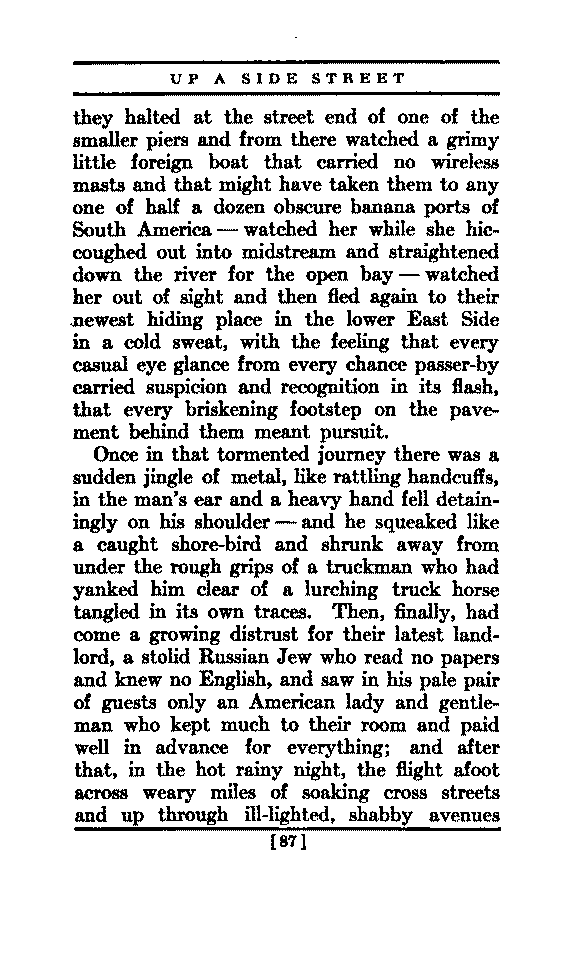 UP A SIDE STREET
they halted at the street end of one of the
smaller piers and from there watched a grimy
little foreign boat that carried no wireless
masts and that might have taken them to any
one of half a dozen obscure banana ports of
South America — watched her while she hic-
coughed out into midstream and straightened
down the river for the open bay — watched
her out of sight and then fled again to their
newest hiding place in the lower East Side
in a cold sweat, with the feeling that every
casual eye glance from every chance passer-by
carried suspicion and recognition in its flash,
that every briskening footstep on the pave-
ment behind them meant pursuit.
Once in that tormented journey there was a
sudden jingle of metal, like rattling handcuffs,
in the man's ear and a heavy hand fell detain-
ingly on his shoulder — and he squeaked like
a caught shore-bird and shrunk away from
under the rough grips of a truckman who had
yanked him clear of a lurching truck horse
tangled in its own traces. Then, finally, had
come a growing distrust for their latest land-
lord, a stolid Russian Jew who read no papers
and knew no English, and saw in his pale pair
of guests only an American lady and gentle-
man who kept much to their room and paid
well in advance for everything; and after
that, in the hot rainy night, the flight afoot
across weary miles of soaking cross streets
and up through ill-lighted, shabby avenues
[87]